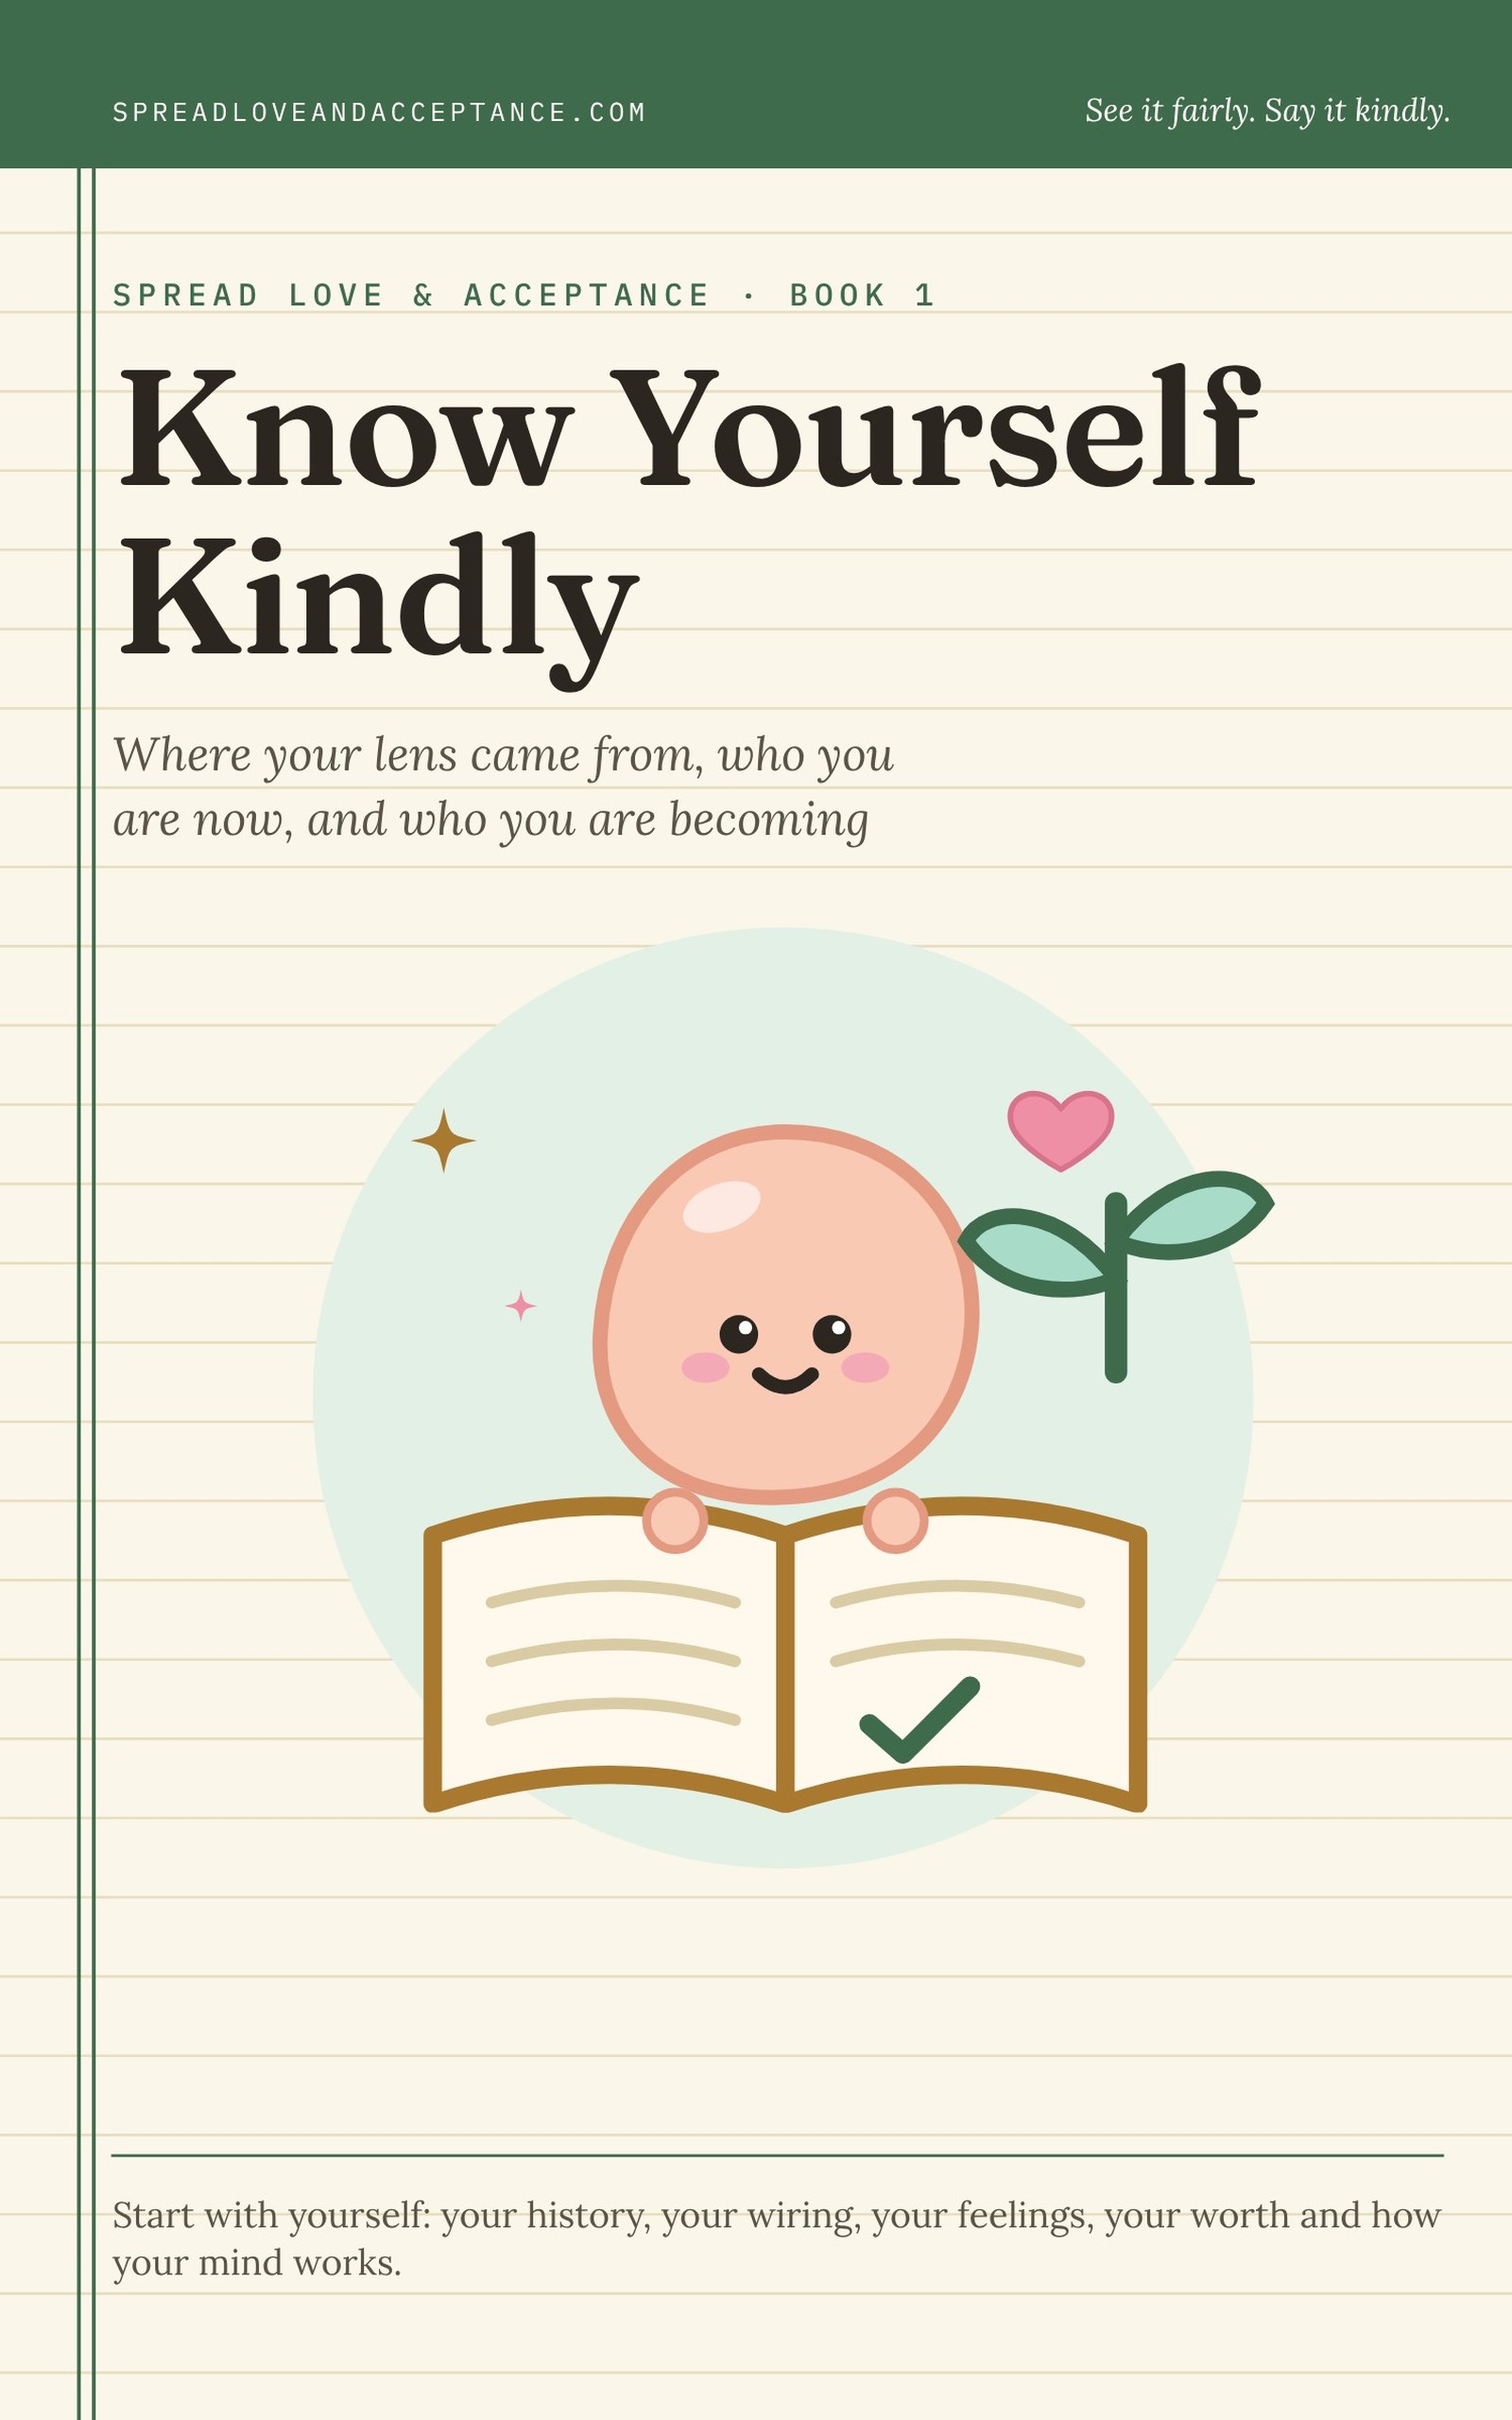 SPREADLOVEANDACCEPTANCE.COM
See it fairly. Say it kindly.
SPREAD LOVE & ACCEPTANCE · BOOK 1
Know Yourself
Kindly
Where your lens came from, who you
are now, and who you are becoming
Start with yourself: your history, your wiring, your feelings, your worth and how
your mind works.